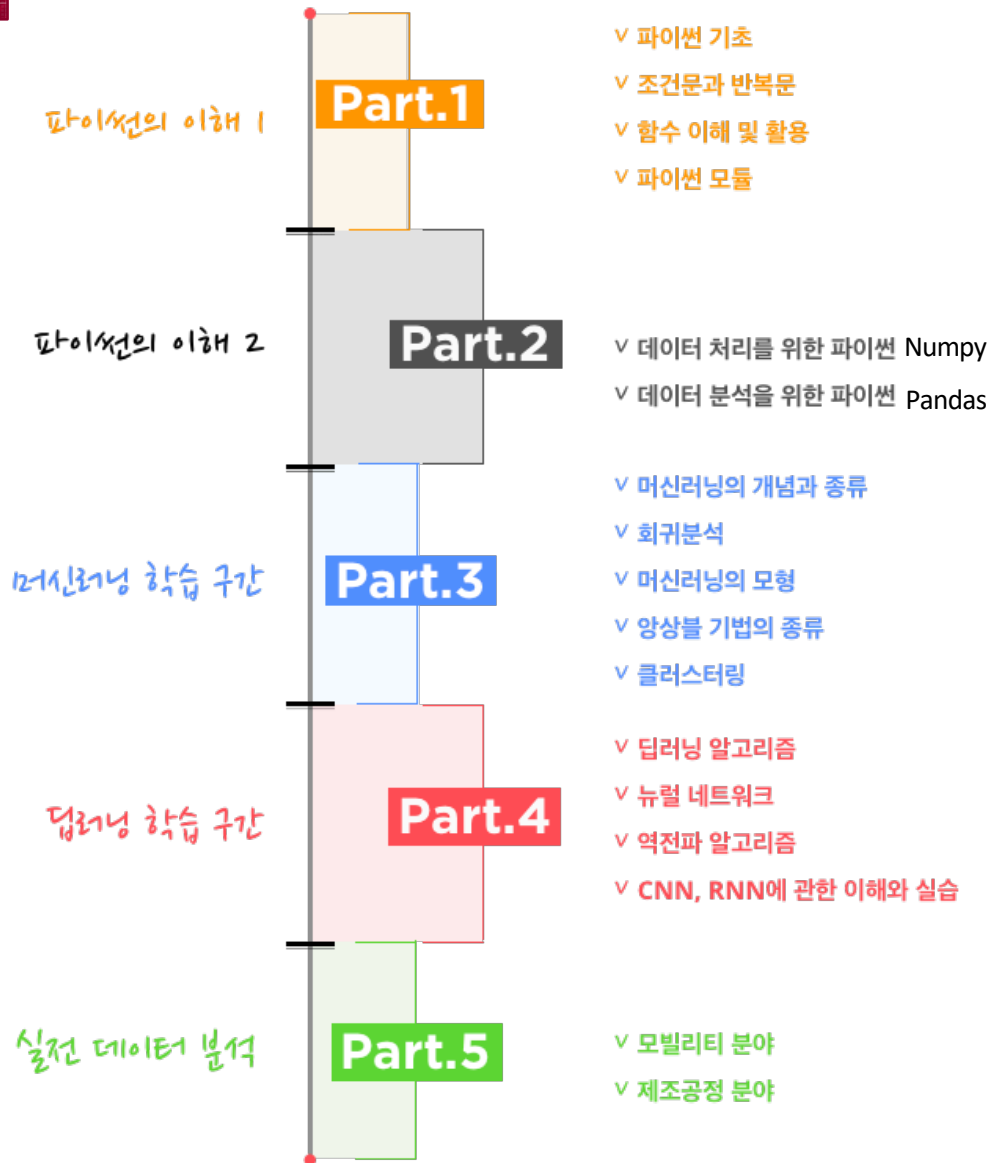 파이썬의 이해 1
Part.1
∨ 파이썬 기초
∨ 조건문과 반복문
∨ 함수 이해 및 활용
∨ 파이썬 모듈
파이썬의 이해 2
Part.2
∨ 데이터 처리를 위한 파이썬 Numpy
∨ 데이터 분석을 위한 파이썬 Pandas
머신러닝 학습 구간
Part.3
∨ 머신러닝의 개념과 종류
∨ 회귀분석
∨ 머신러닝의 모형
∨ 앙상블 기법의 종류
∨ 클러스터링
딥러닝 학습 구간
Part.4
∨ 딥러닝 알고리즘
∨ 뉴럴 네트워크
∨ 역전파 알고리즘
∨ CNN, RNN에 관한 이해와 실습
실전 데이터 분석
Part.5
∨ 모빌리티 분야
∨ 제조공정 분야